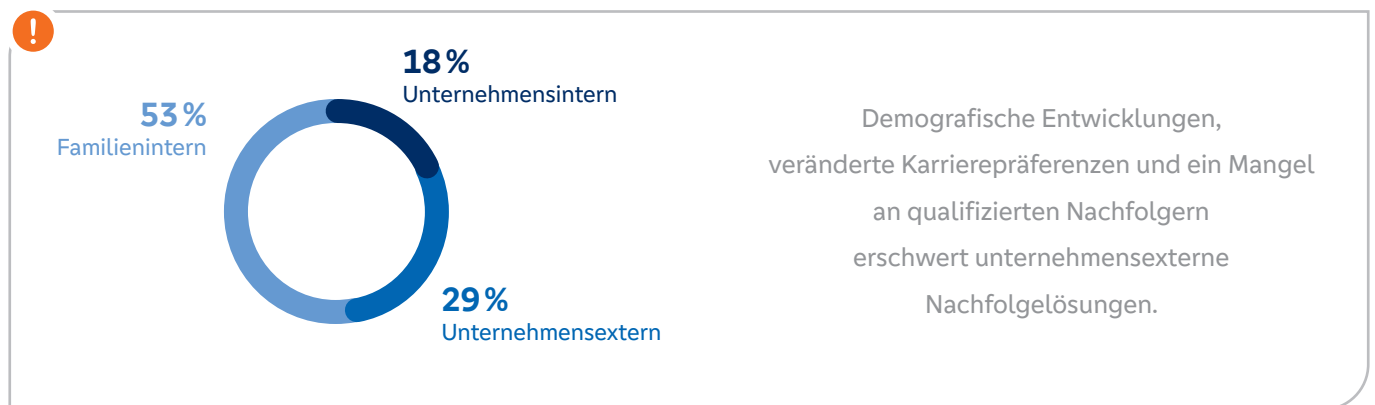 !
18 %
Unternehmensintern
53 %
Familienintern
29 %
Unternehmensextern
Demografische Entwicklungen,
veränderte Karrierepräferenzen und ein Mangel
an qualifizierten Nachfolgern
erschwert unternehmensexterne
Nachfolgelösungen.